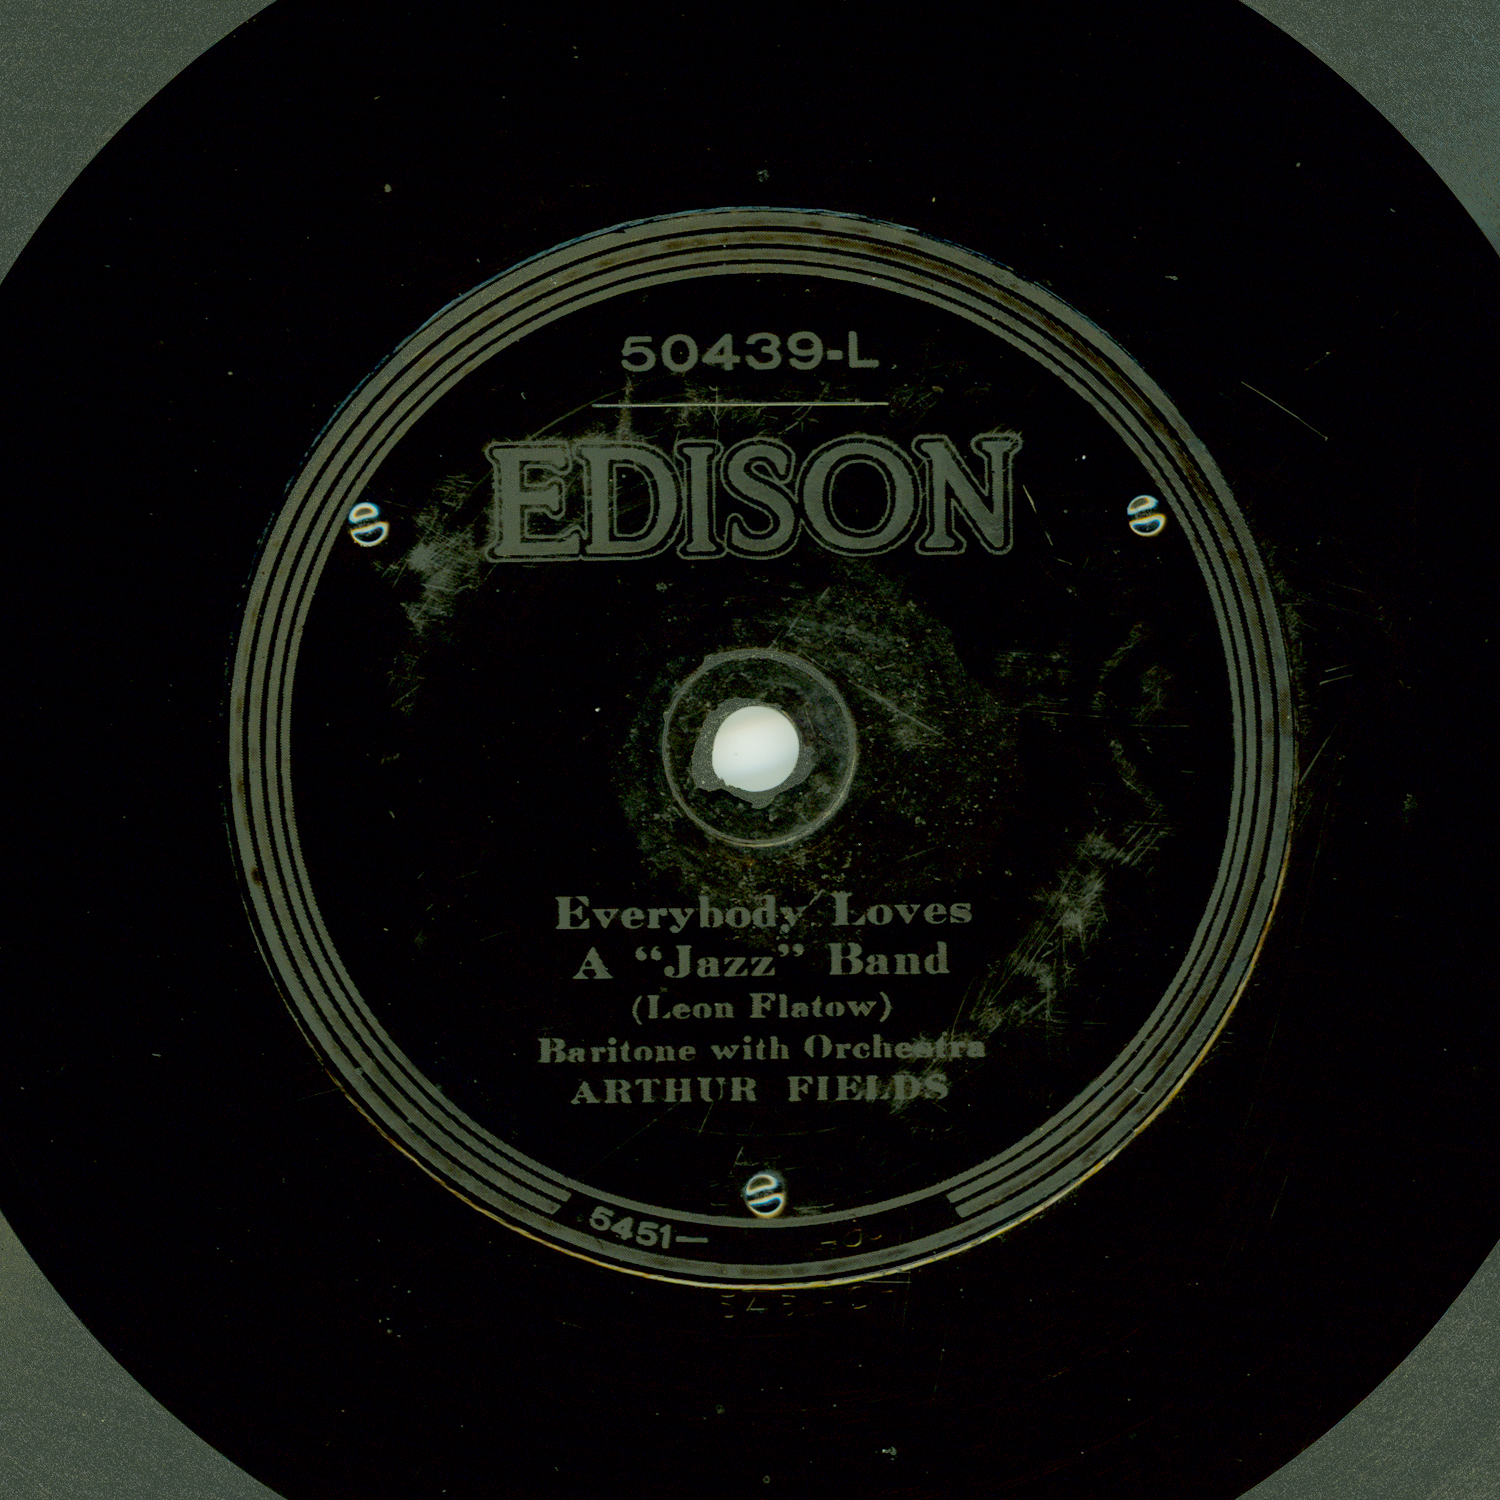 50439-L
EDISON
Everybody Loves
A “Jazz” Band
(Leon Flatow)
Baritone with Orchestra
ARTHUR FIELDS
5451—